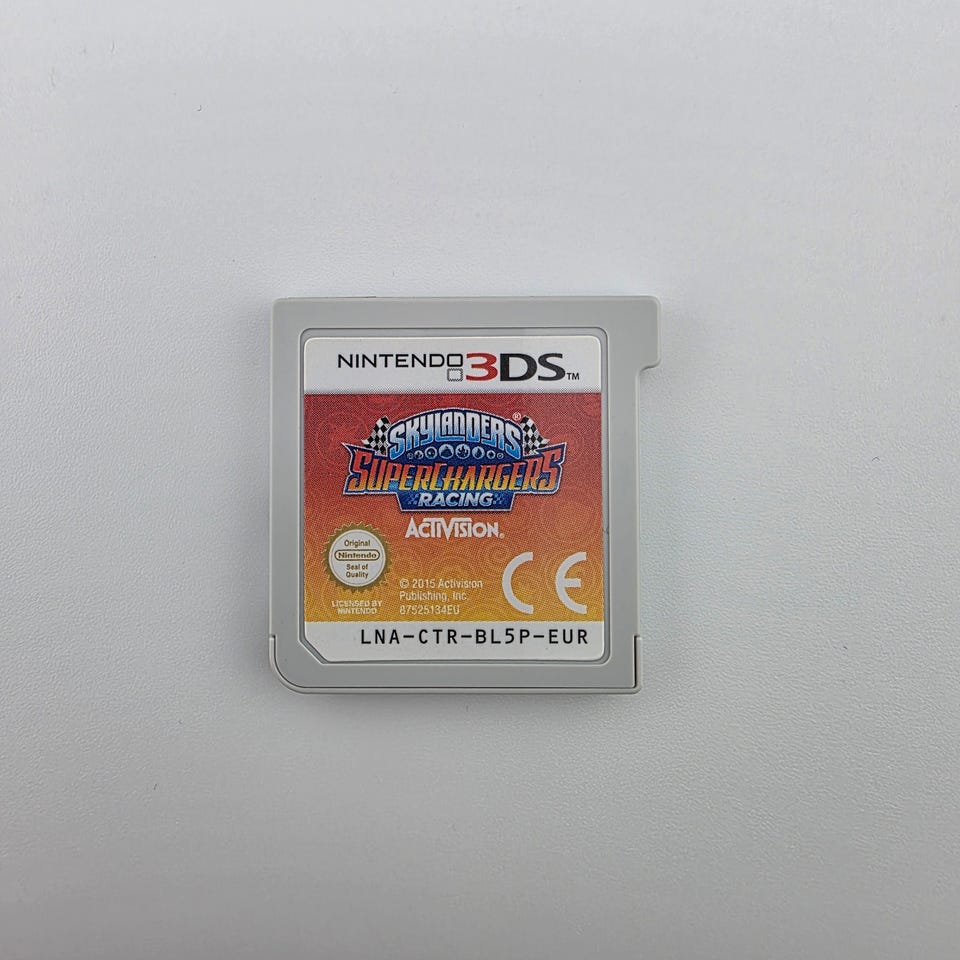 NINTENDO 3DS™
SKYLANDERS®
SUPERCHARGERS
RACING
ACTIVISION®
Original
Nintendo
Seal of
Quality
LICENSED BY
NINTENDO
© 2015 Activision
Publishing, Inc.
87525134EU
CE
LNA-CTR-BL5P-EUR